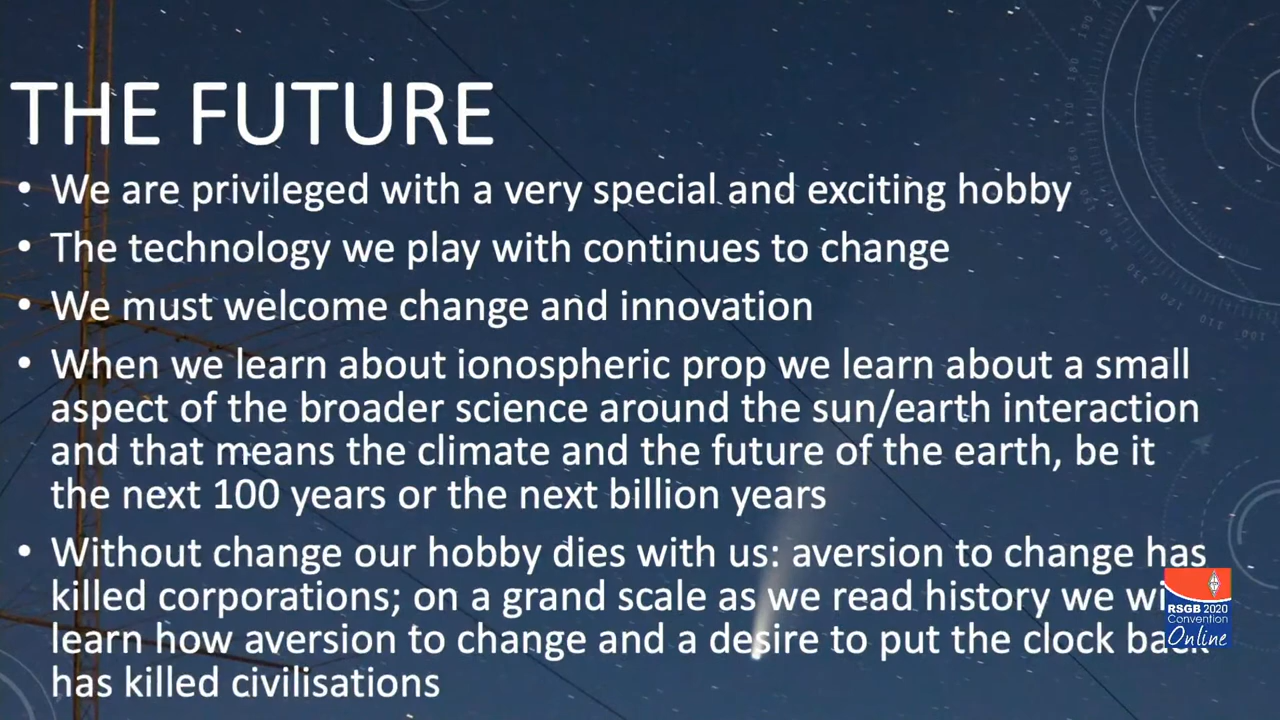 THE FUTURE
• We are privileged with a very special and exciting hobby
• The technology we play with continues to change
• We must welcome change and innovation
• When we learn about ionospheric prop we learn about a small
aspect of the broader science around the sun/earth interaction
and that means the climate and the future of the earth, be it
the next 100 years or the next billion years
• Without change our hobby dies with us: aversion to change has
killed corporations; on a grand scale as we read history we
learn how aversion to change and a desire to put the clock back
has killed civilisations
RSGB 2020
Convention
Online